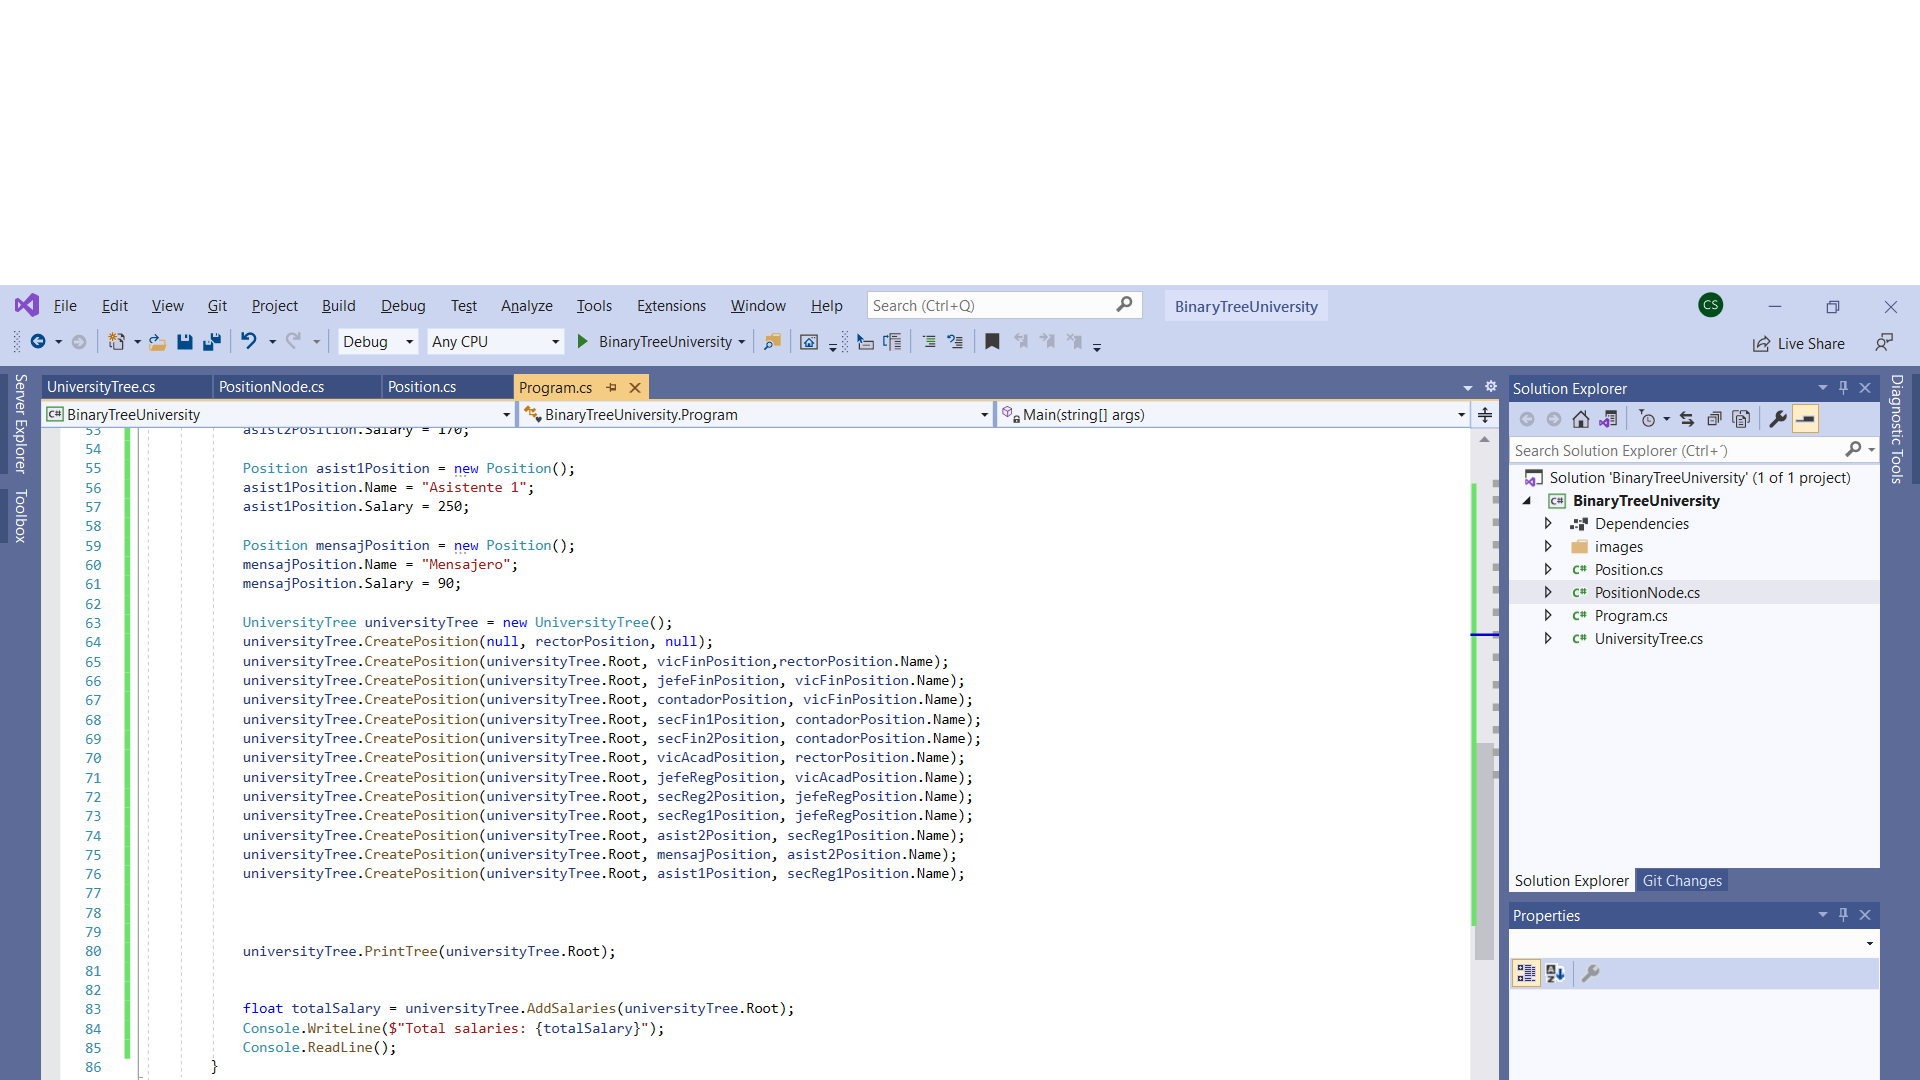 File Edit View Git Project Build Debug Test Analyze Tools Extensions Window Help Search (Ctrl+Q) BinaryTreeUniversity CS
Debug Any CPU BinaryTreeUniversity Live Share
Server Explorer
Toolbox
UniversityTree.cs PositionNode.cs Position.cs Program.cs
C# BinaryTreeUniversity BinaryTreeUniversity.Program Main(string[] args)
53 asist2Position.Salary = 170;
54
55 Position asist1Position = new Position();
56 asist1Position.Name = "Asistente 1";
57 asist1Position.Salary = 250;
58
59 Position mensajPosition = new Position();
60 mensajPosition.Name = "Mensajero";
61 mensajPosition.Salary = 90;
62
63 UniversityTree universityTree = new UniversityTree();
64 universityTree.CreatePosition(null, rectorPosition, null);
65 universityTree.CreatePosition(universityTree.Root, vicFinPosition,rectorPosition.Name);
66 universityTree.CreatePosition(universityTree.Root, jefeFinPosition, vicFinPosition.Name);
67 universityTree.CreatePosition(universityTree.Root, contadorPosition, vicFinPosition.Name);
68 universityTree.CreatePosition(universityTree.Root, secFin1Position, contadorPosition.Name);
69 universityTree.CreatePosition(universityTree.Root, secFin2Position, contadorPosition.Name);
70 universityTree.CreatePosition(universityTree.Root, vicAcadPosition, rectorPosition.Name);
71 universityTree.CreatePosition(universityTree.Root, jefeRegPosition, vicAcadPosition.Name);
72 universityTree.CreatePosition(universityTree.Root, secReg2Position, jefeRegPosition.Name);
73 universityTree.CreatePosition(universityTree.Root, secReg1Position, jefeRegPosition.Name);
74 universityTree.CreatePosition(universityTree.Root, asist2Position, secReg1Position.Name);
75 universityTree.CreatePosition(universityTree.Root, mensajPosition, asist2Position.Name);
76 universityTree.CreatePosition(universityTree.Root, asist1Position, secReg1Position.Name);
77
78
79
80 universityTree.PrintTree(universityTree.Root);
81
82
83 float totalSalary = universityTree.AddSalaries(universityTree.Root);
84 Console.WriteLine($"Total salaries: {totalSalary}");
85 Console.ReadLine();
86 }
Solution Explorer
Search Solution Explorer (Ctrl+´)
Solution 'BinaryTreeUniversity' (1 of 1 project)
C# BinaryTreeUniversity
Dependencies
images
C# Position.cs
C# PositionNode.cs
C# Program.cs
C# UniversityTree.cs
Solution Explorer Git Changes
Properties
Diagnostic Tools